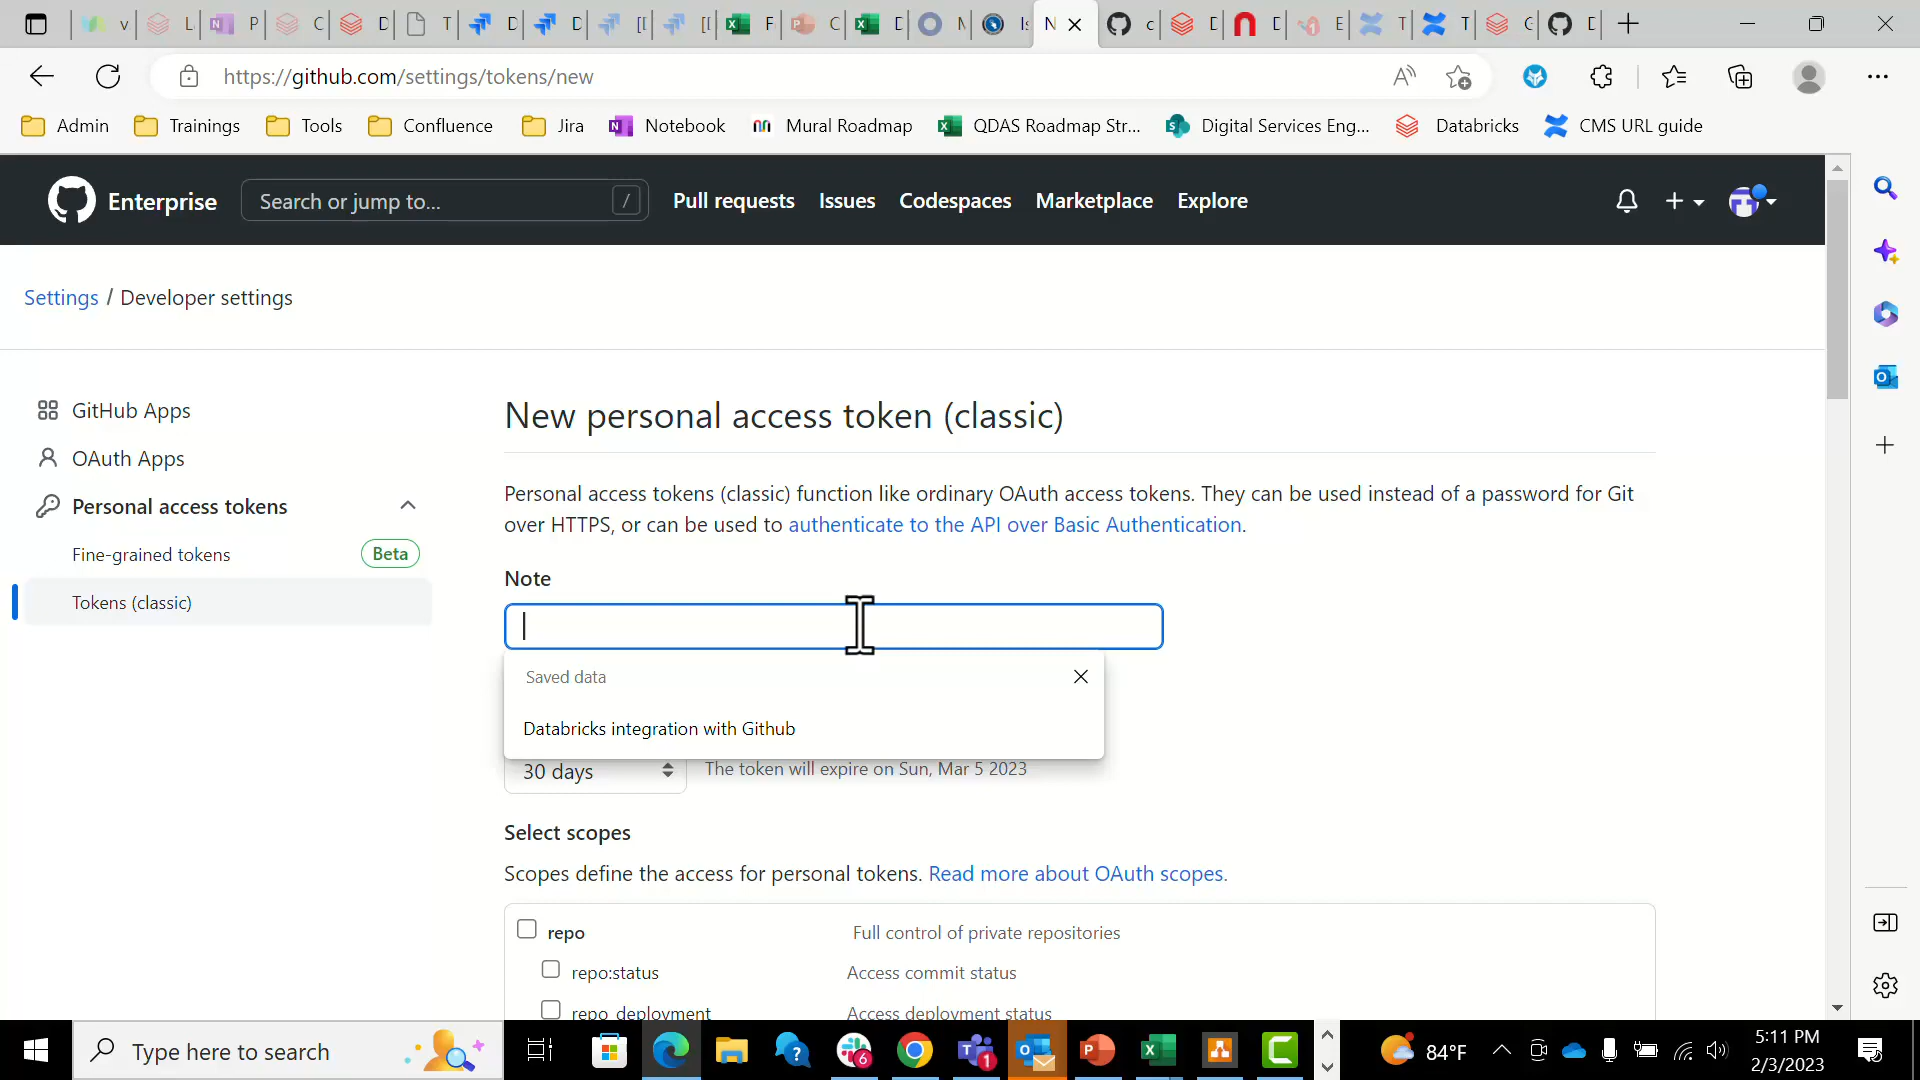 v
L
P
C
D
T
D
D
[[
[[
F
C
D
M
Is
N
c
D
D
E
T
T
G
D
https://github.com/settings/tokens/new
Admin
Trainings
Tools
Confluence
Jira
Notebook
Mural Roadmap
QDAS Roadmap Str...
Digital Services Eng...
Databricks
CMS URL guide
Enterprise
Search or jump to...
/
Pull requests
Issues
Codespaces
Marketplace
Explore
Settings / Developer settings
GitHub Apps
OAuth Apps
Personal access tokens
Fine-grained tokens
Beta
Tokens (classic)
New personal access token (classic)
Personal access tokens (classic) function like ordinary OAuth access tokens. They can be used instead of a password for Git
over HTTPS, or can be used to authenticate to the API over Basic Authentication.
Note
Saved data
Databricks integration with Github
30 days
The token will expire on Sun, Mar 5 2023
Select scopes
Scopes define the access for personal tokens. Read more about OAuth scopes.
repo
Full control of private repositories
repo:status
Access commit status
repo_deployment
Access deployment status
Type here to search
6
1
84°F
5:11 PM
2/3/2023